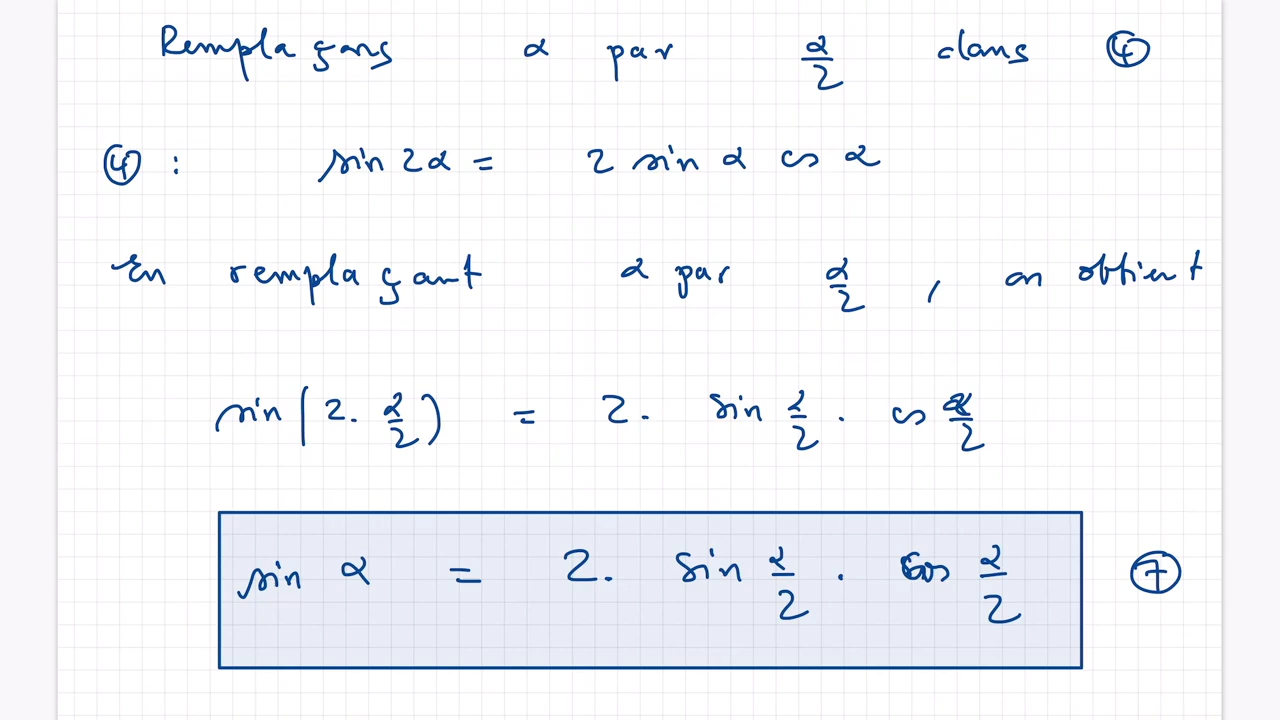 Remplaçons α par α/2 dans ④
④ : sin 2α = 2 sin α cos α
En remplaçant α par α/2 , on obtient
sin(2. α/2) = 2. sin α/2 . cos α/2
sin α = 2. sin α/2 . cos α/2 ⑦